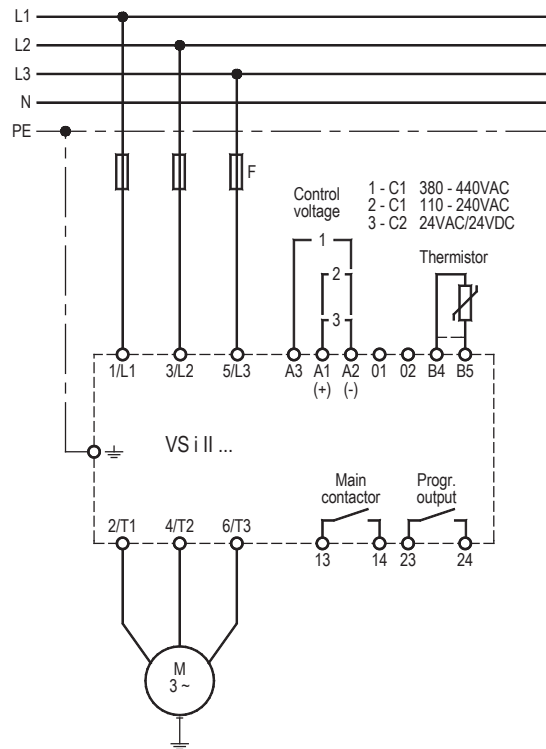 L1
L2
L3
N
PE
F
Control
voltage
1 - C1 380 - 440VAC
2 - C1 110 - 240VAC
3 - C2 24VAC/24VDC
1
2
3
Thermistor
1/L1 3/L2 5/L3 A3 A1 A2 01 02 B4 B5
(+) (-)
VS i II ...
Main
contactor
Progr.
output
2/T1 4/T2 6/T3
13 14 23 24
M
3 ~